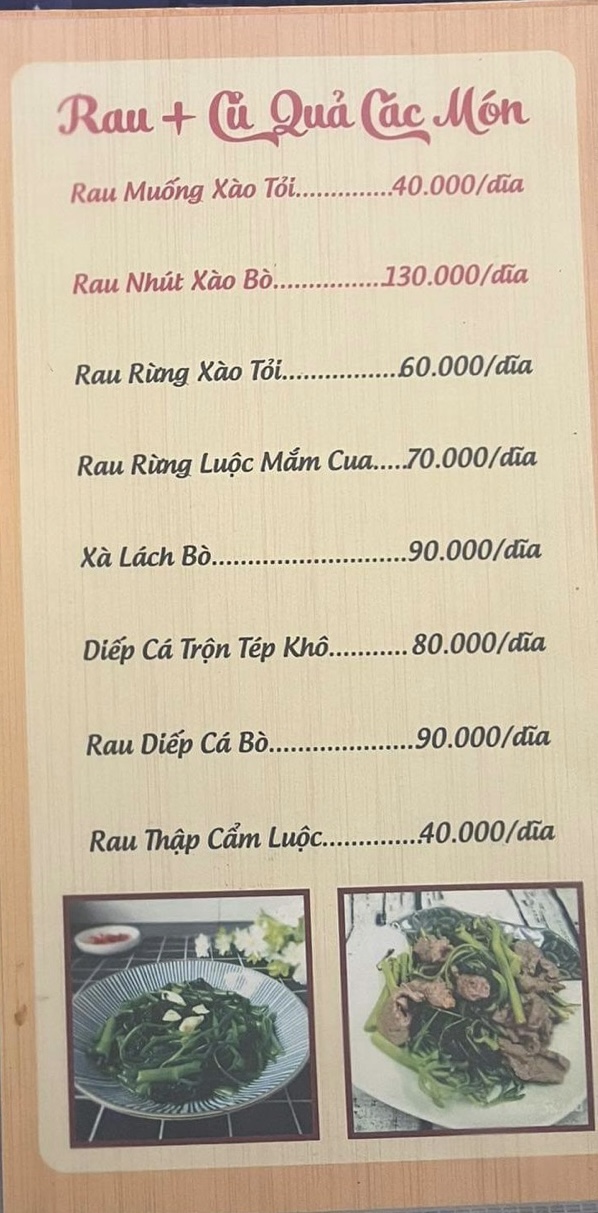 Rau + Củ Quả Các Món
Rau Muống Xào Tỏi..............40.000/dĩa
Rau Nhút Xào Bò................130.000/dĩa
Rau Rừng Xào Tỏi.................60.000/dĩa
Rau Rừng Luộc Mắm Cua.....70.000/dĩa
Xà Lách Bò............................90.000/dĩa
Diếp Cá Trộn Tép Khô........... 80.000/dĩa
Rau Diếp Cá Bò.....................90.000/dĩa
Rau Thập Cẩm Luộc..............40.000/dĩa